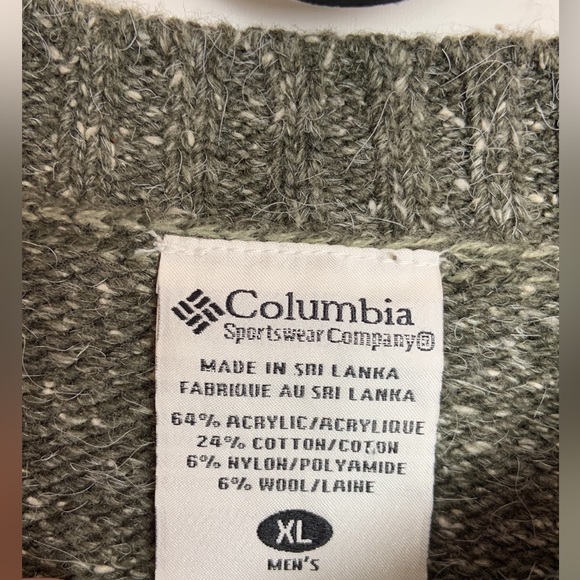 Columbia
Sportswear Company®
MADE IN SRI LANKA
FABRIQUE AU SRI LANKA
64% ACRYLIC/ACRYLIQUE
24% COTTON/COTON
6% NYLON/POLYAMIDE
6% WOOL/LAINE
XL
MEN'S